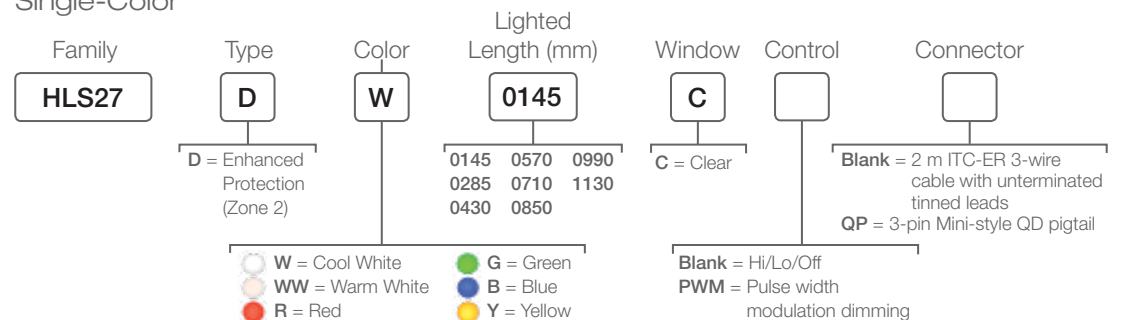 Single-Color
Family
Type
Color
Lighted
Length (mm)
Window
Control
Connector
HLS27
D
W
0145
C
D = Enhanced
Protection
(Zone 2)
0145 0570 0990
0285 0710 1130
0430 0850
C = Clear
Blank = 2 m ITC-ER 3-wire
cable with unterminated
tinned leads
QP = 3-pin Mini-style QD pigtail
W = Cool White
WW = Warm White
R = Red
G = Green
B = Blue
Y = Yellow
Blank = Hi/Lo/Off
PWM = Pulse width
modulation dimming